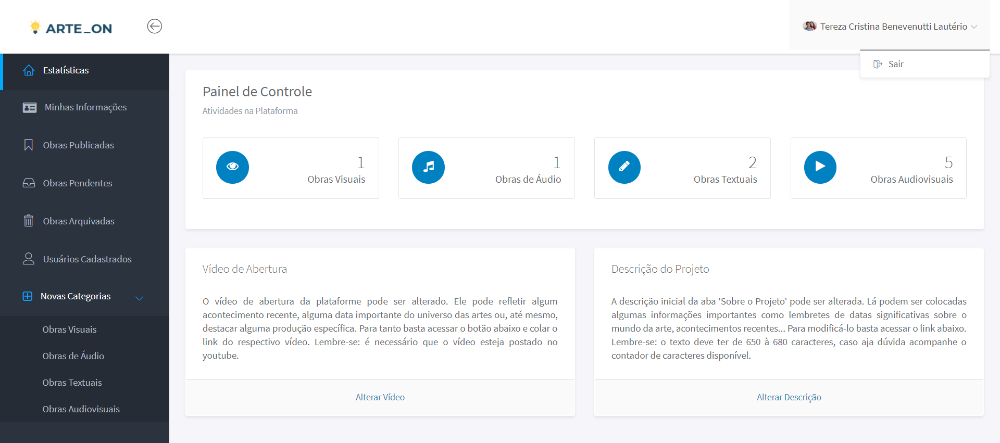 ARTE_ON
Tereza Cristina Benevenutti Lautério
Sair
Estatísticas
Minhas Informações
Obras Publicadas
Obras Pendentes
Obras Arquivadas
Usuários Cadastrados
Novas Categorias
Obras Visuais
Obras de Áudio
Obras Textuais
Obras Audiovisuais
Painel de Controle
Atividades na Plataforma
1
Obras Visuais
1
Obras de Áudio
2
Obras Textuais
5
Obras Audiovisuais
Vídeo de Abertura
O vídeo de abertura da plataforme pode ser alterado. Ele pode refletir algum
acontecimento recente, alguma data importante do universo das artes ou, até mesmo,
destacar alguma produção específica. Para tanto basta acessar o botão abaixo e colar o
link do respectivo vídeo. Lembre-se: é necessário que o vídeo esteja postado no
youtube.
Alterar Vídeo
Descrição do Projeto
A descrição inicial da aba 'Sobre o Projeto' pode ser alterada. Lá podem ser colocadas
algumas informações importantes como lembretes de datas significativas sobre o
mundo da arte, acontecimentos recentes... Para modificá-lo basta acessar o link abaixo.
Lembre-se: o texto deve ter de 650 à 680 caracteres, caso aja dúvida acompanhe o
contador de caracteres disponível.
Alterar Descrição